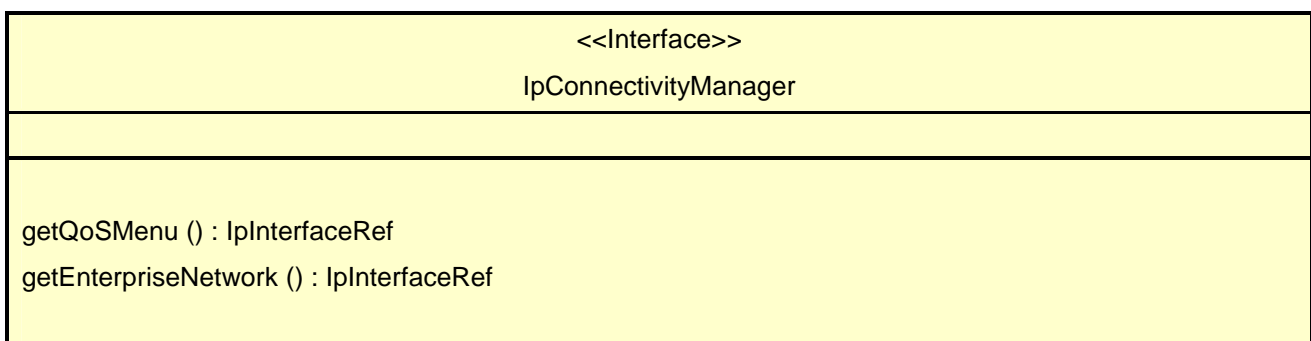 <<Interface>>
IpConnectivityManager
getQoSMenu () : IpInterfaceRef
getEnterpriseNetwork () : IpInterfaceRef